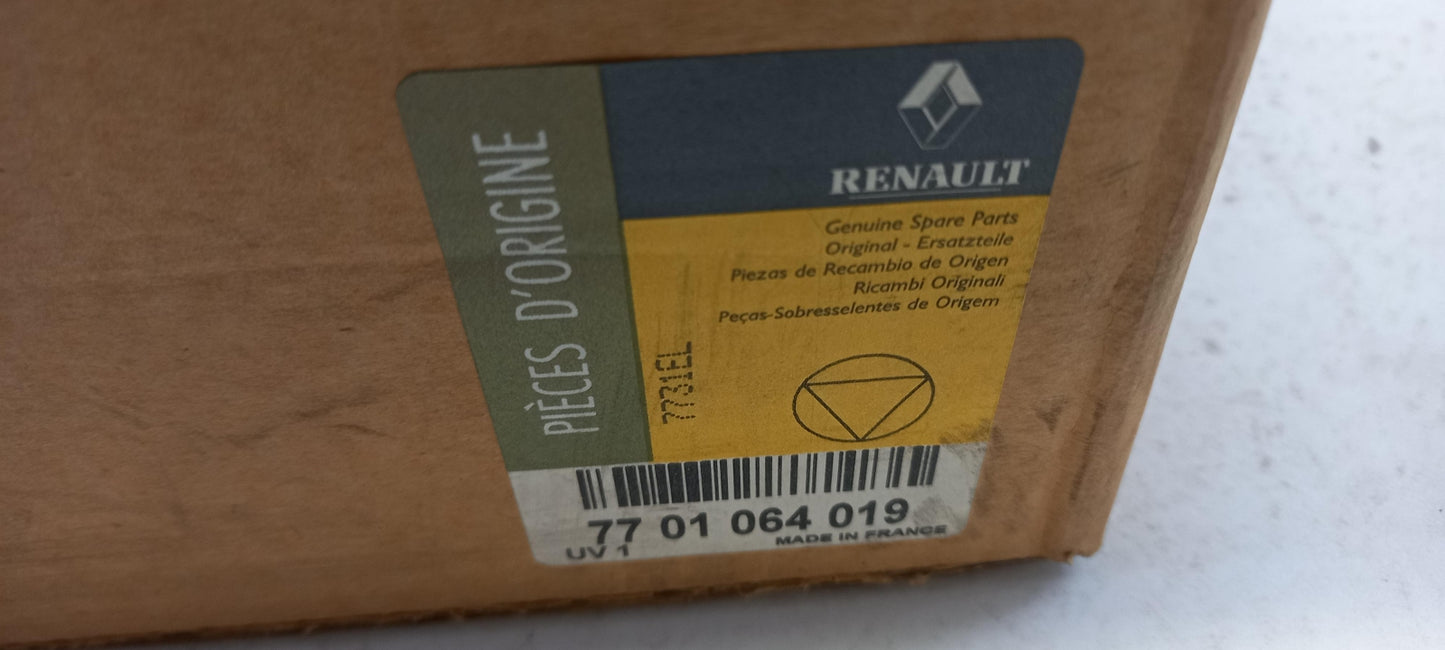 PIÈCES D'ORIGINE
RENAULT
Genuine Spare Parts
Original - Ersatzteile
Piezas de Recambio de Origen
Ricambi Originali
Peças-Sobresselentes de Origem
7731EL
77 01 064 019
UV 1
MADE IN FRANCE